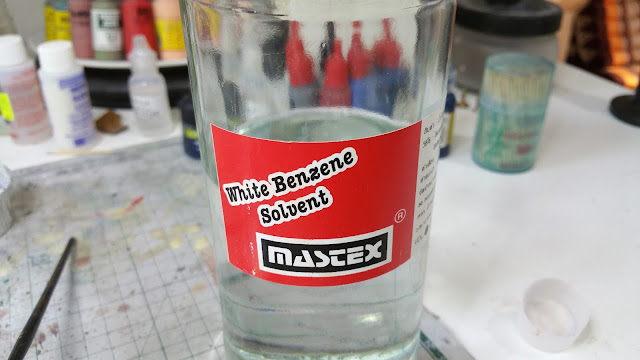 White Benzene
Solvent
MASTEX
®